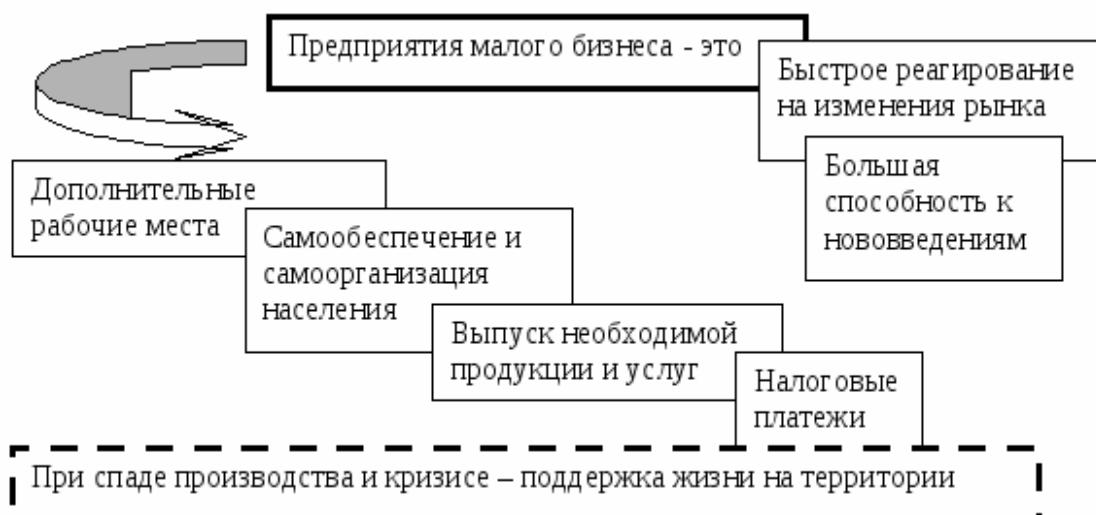 Предприятия малого бизнеса - это
Быстрое реагирование
на изменения рынка
Большая
способность к
нововведениям
Дополнительные
рабочие места
Самообеспечение и
самоорганизация
населения
Выпуск необходимой
продукции и услуг
Налоговые
платежи
При спаде производства и кризисе – поддержка жизни на территории